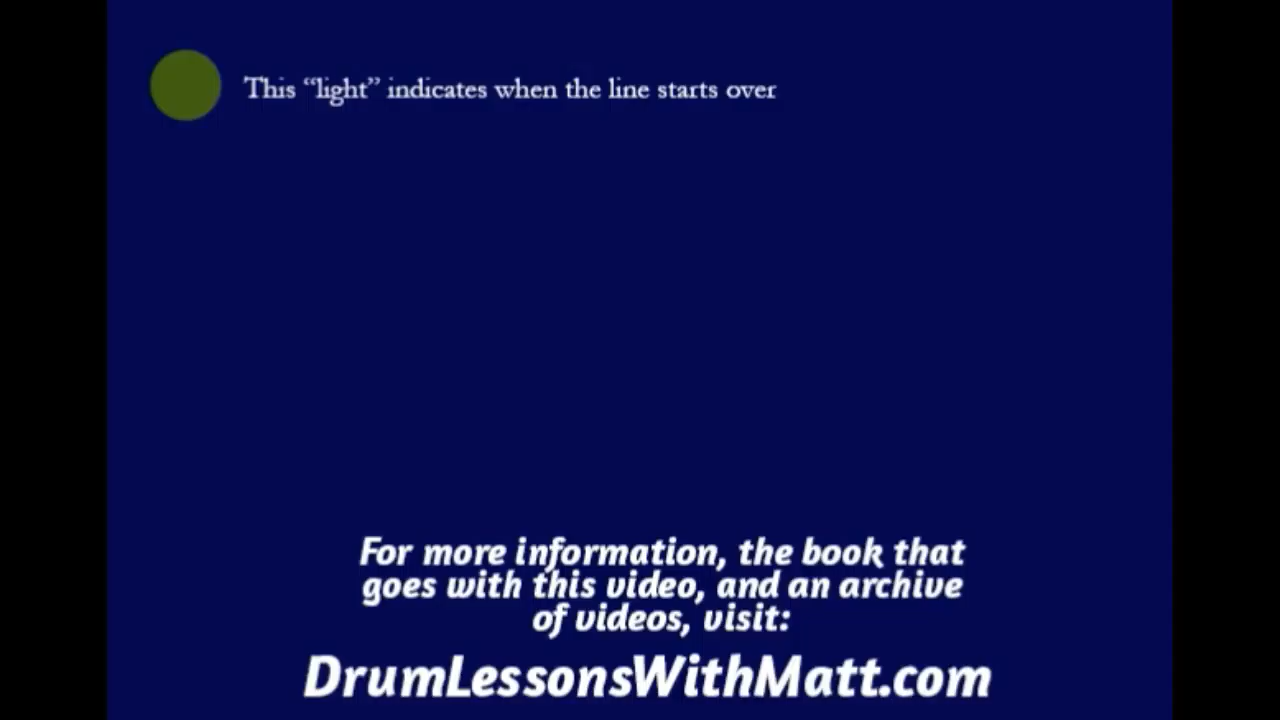 This “light” indicates when the line starts over
For more information, the book that
goes with this video, and an archive
of videos, visit:
DrumLessonsWithMatt.com